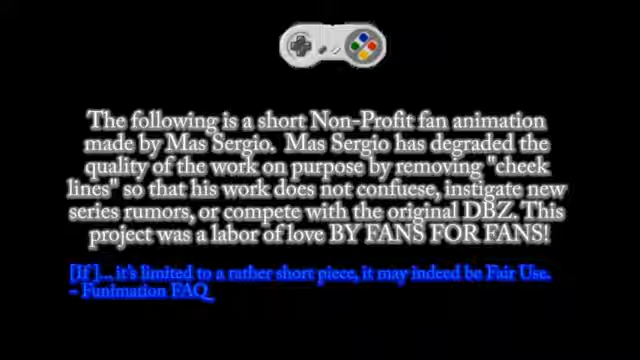 The following is a short Non-Profit fan animation
made by Mas Sergio.  Mas Sergio has degraded the
quality of the work on purpose by removing "cheek
lines" so that his work does not confuese, instigate new
series rumors, or compete with the original DBZ. This
project was a labor of love BY FANS FOR FANS!
[If ]... it's limited to a rather short piece, it may indeed be Fair Use.
- Funimation FAQ